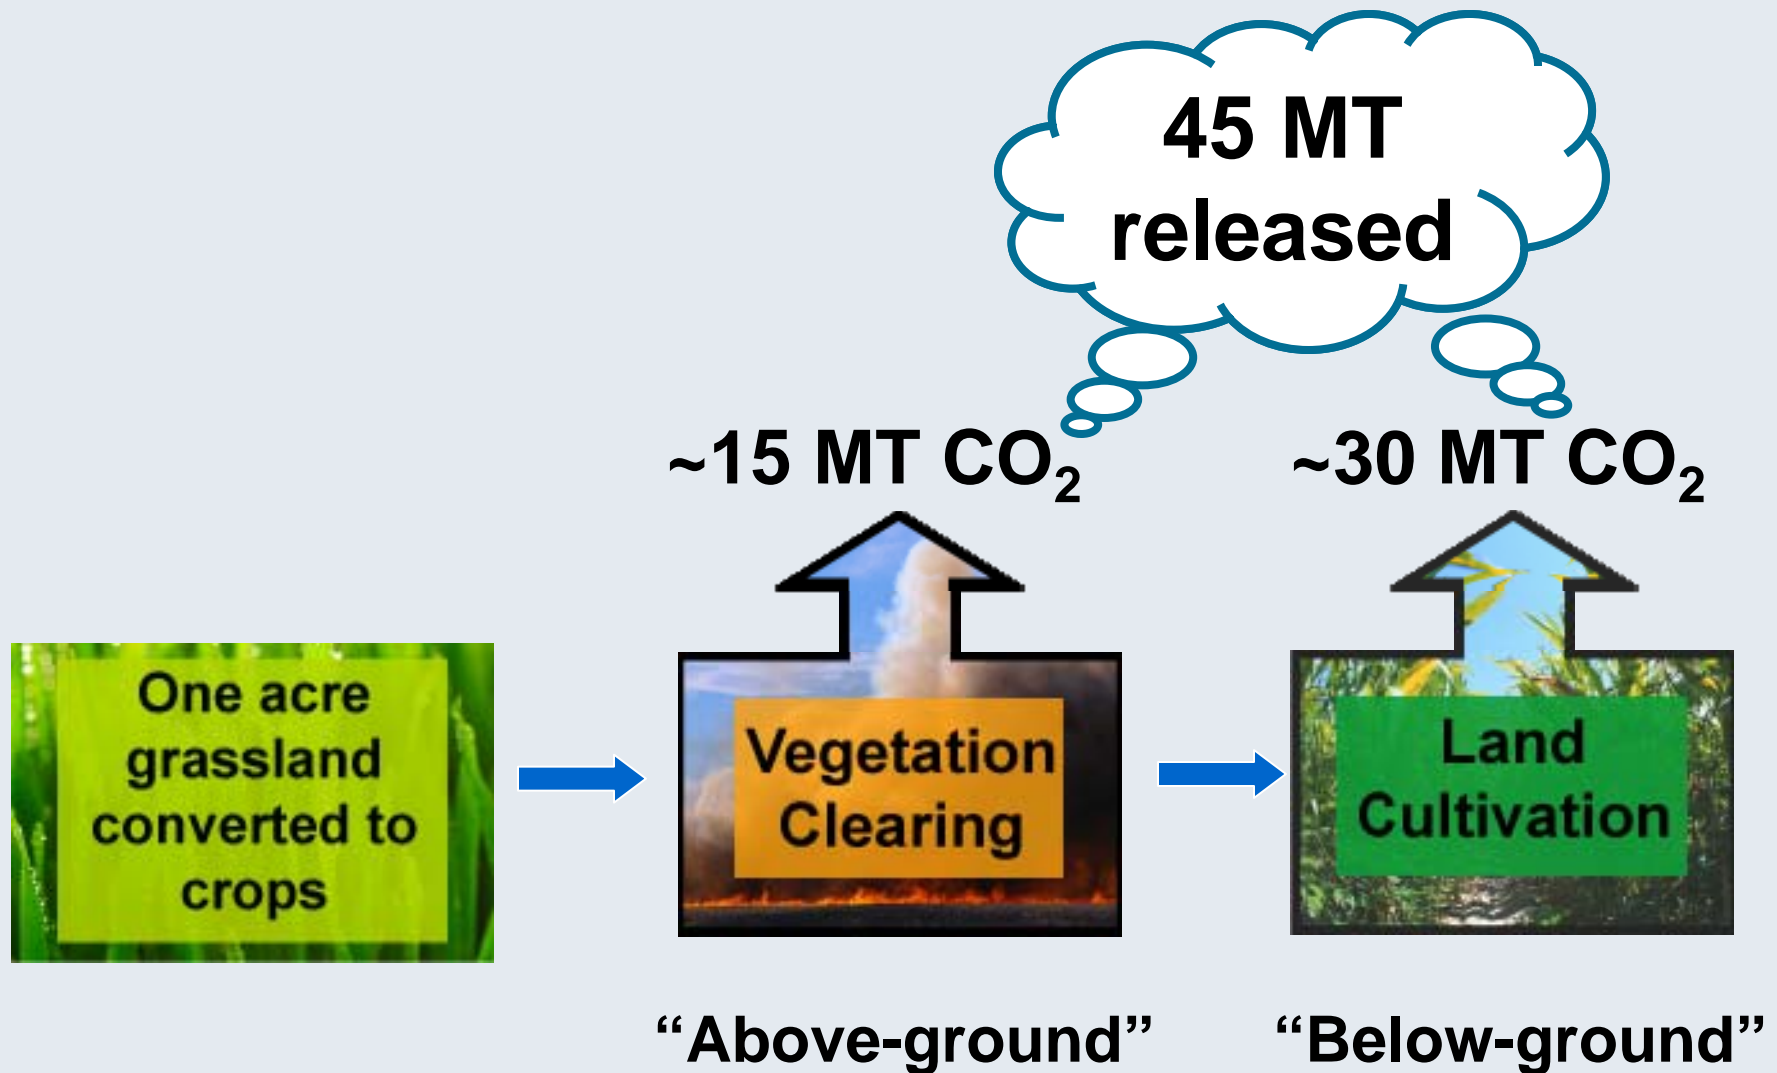 45 MT
released
~15 MT CO₂
~30 MT CO₂
One acre
grassland
converted to
crops
Vegetation
Clearing
Land
Cultivation
“Above-ground”
“Below-ground”